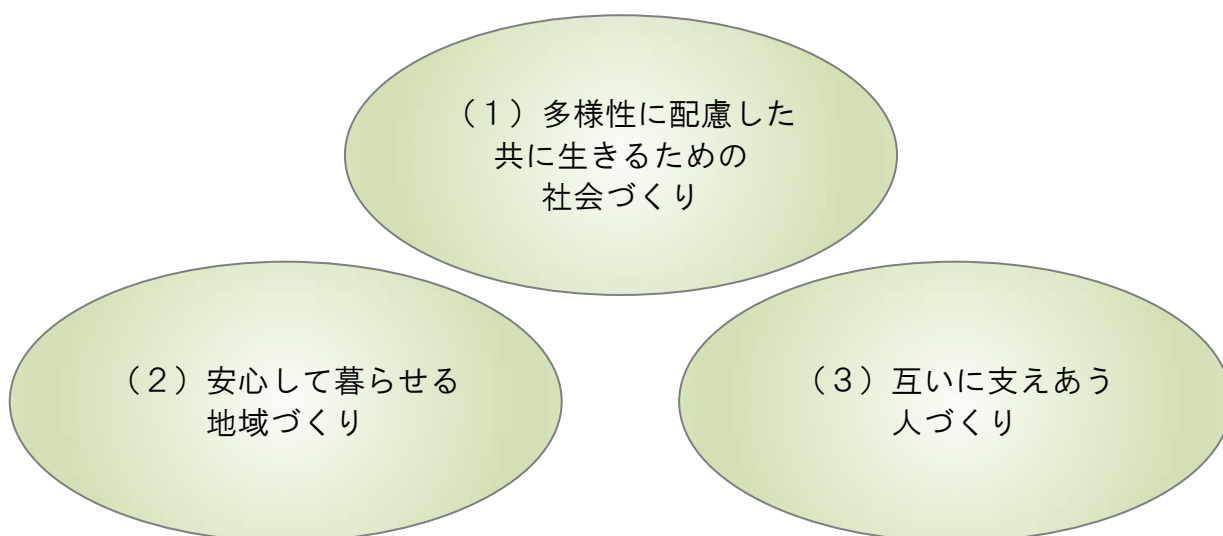 （１）多様性に配慮した
共に生きるための
社会づくり
（２）安心して暮らせる
地域づくり
（３）互いに支えあう
人づくり